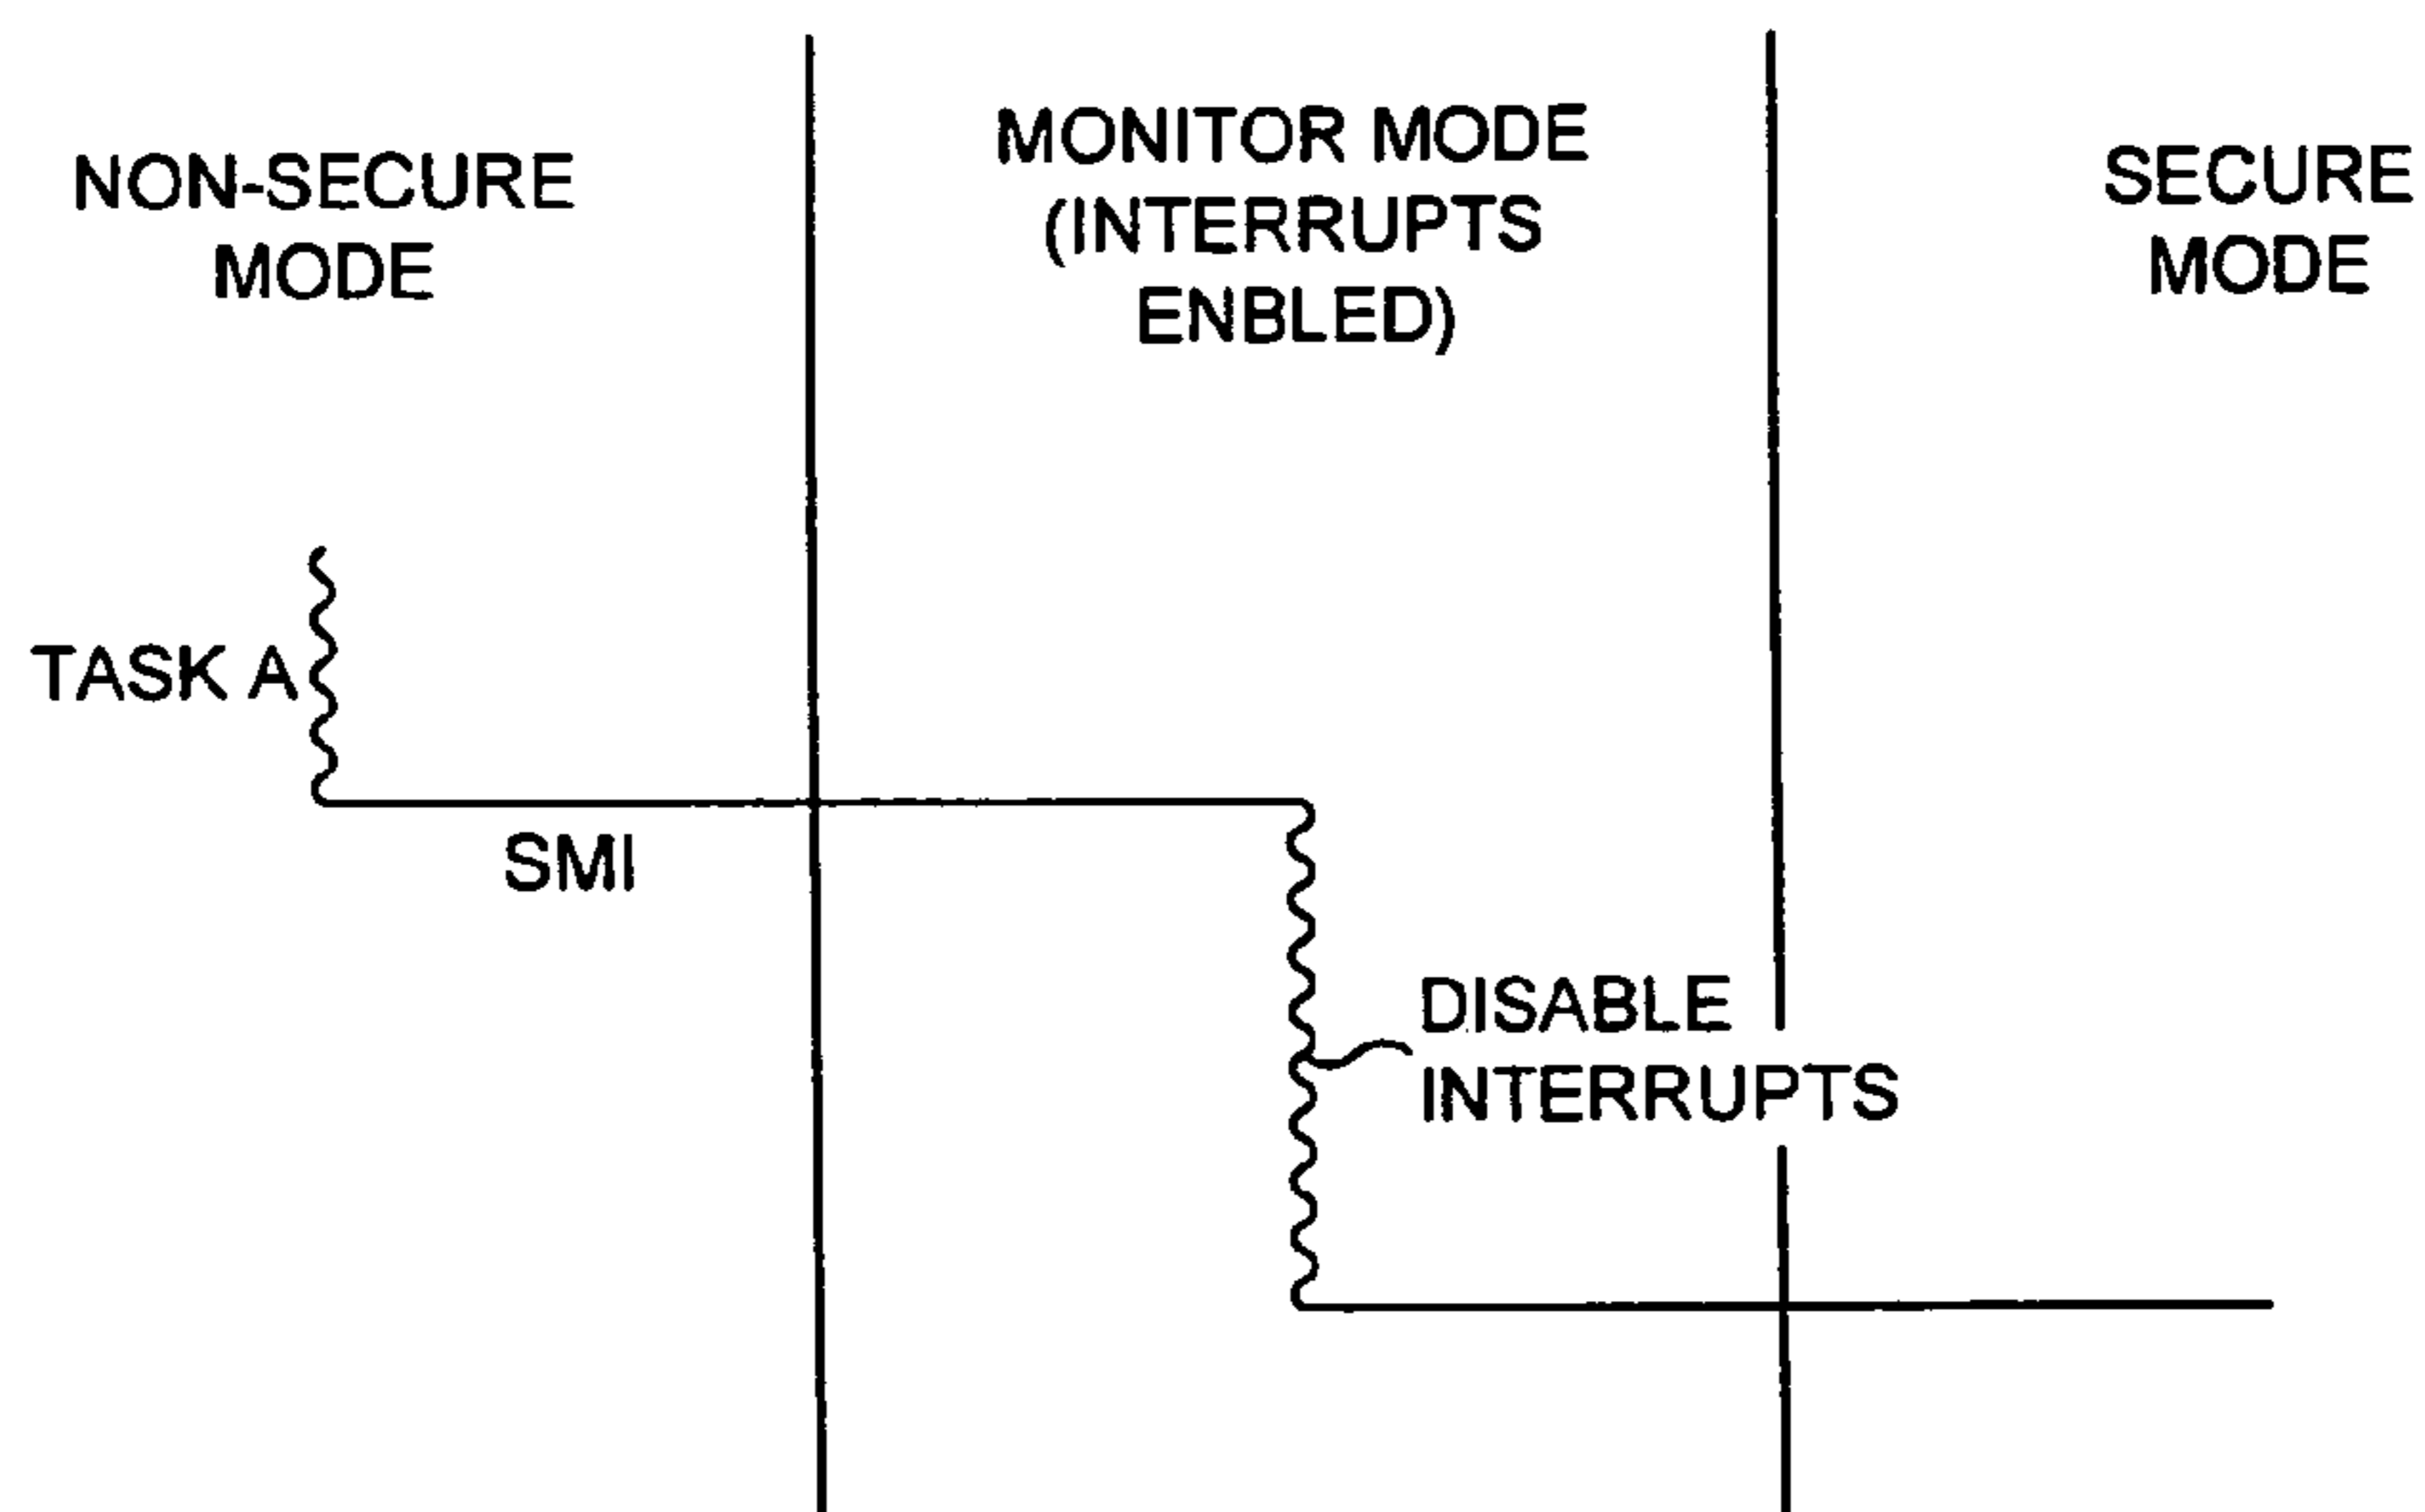 NON-SECURE
MODE
MONITOR MODE
(INTERRUPTS
ENBLED)
SECURE
MODE
TASK A
SMI
DISABLE
INTERRUPTS